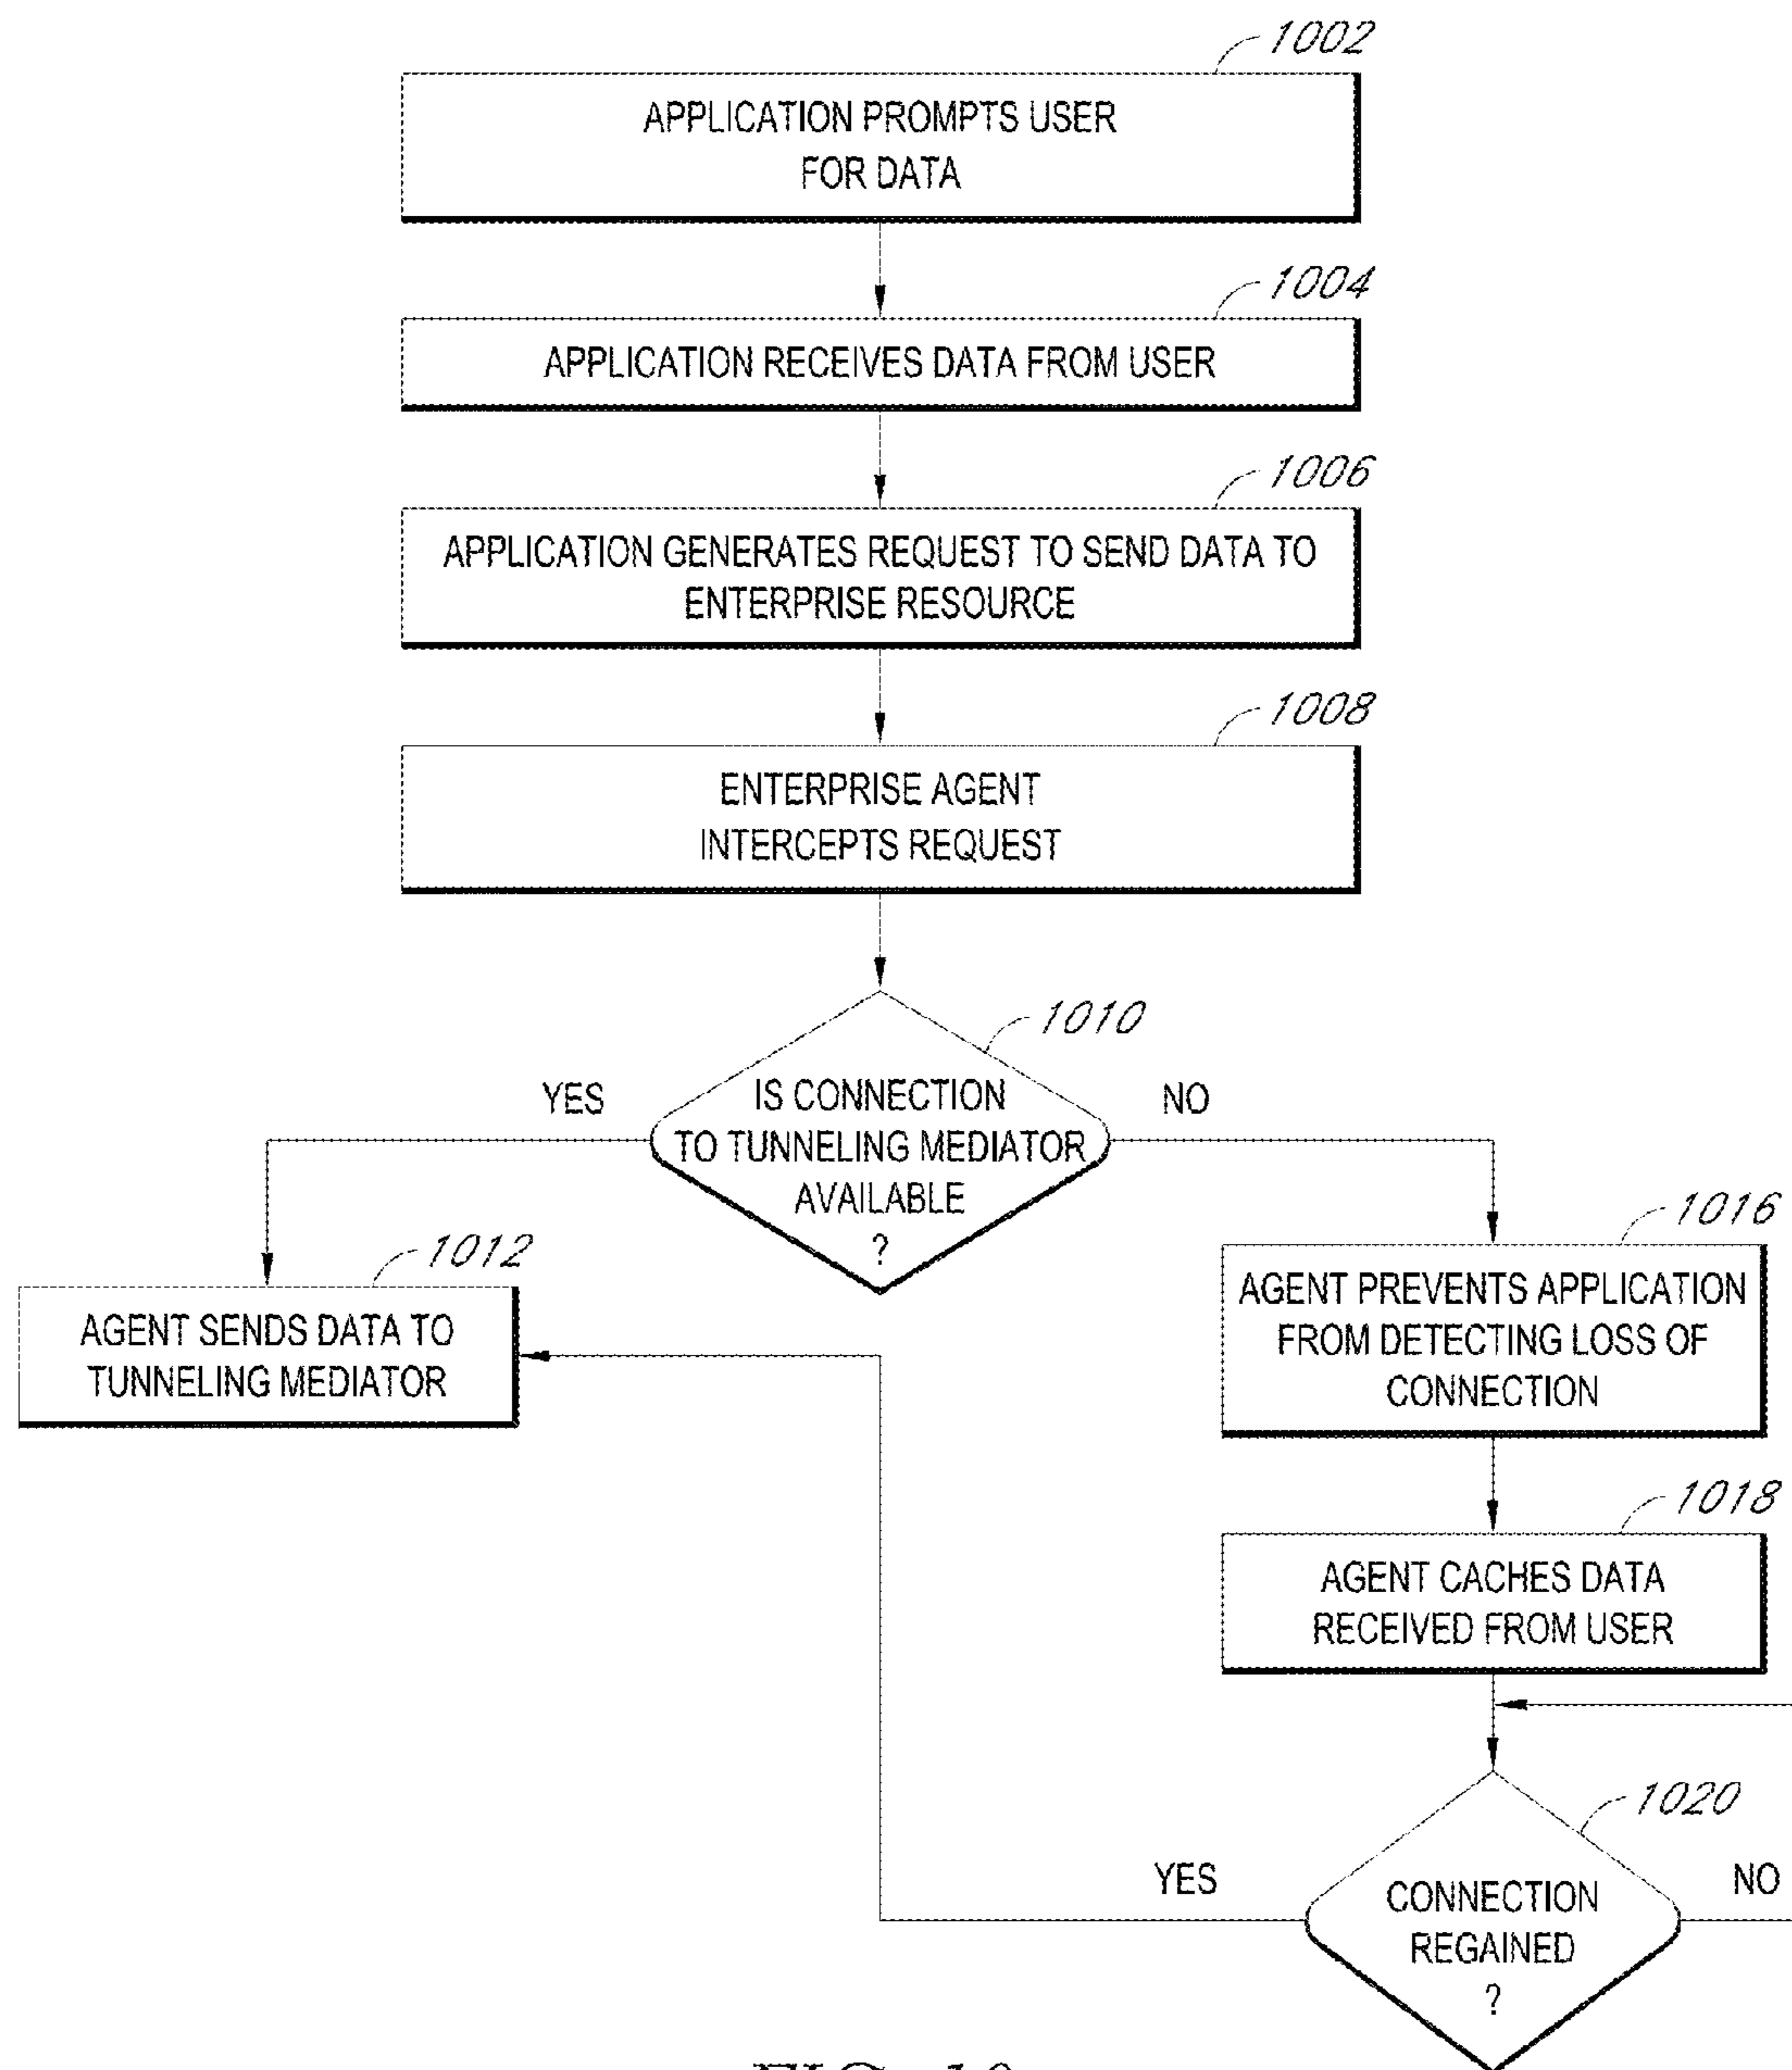 1002
APPLICATION PROMPTS USER
FOR DATA
1004
APPLICATION RECEIVES DATA FROM USER
1006
APPLICATION GENERATES REQUEST TO SEND DATA TO
ENTERPRISE RESOURCE
1008
ENTERPRISE AGENT
INTERCEPTS REQUEST
1010
YES
IS CONNECTION
TO TUNNELING MEDIATOR
AVAILABLE
?
NO
1012
AGENT SENDS DATA TO
TUNNELING MEDIATOR
1016
AGENT PREVENTS APPLICATION
FROM DETECTING LOSS OF
CONNECTION
1018
AGENT CACHES DATA
RECEIVED FROM USER
1020
YES
CONNECTION
REGAINED
?
NO